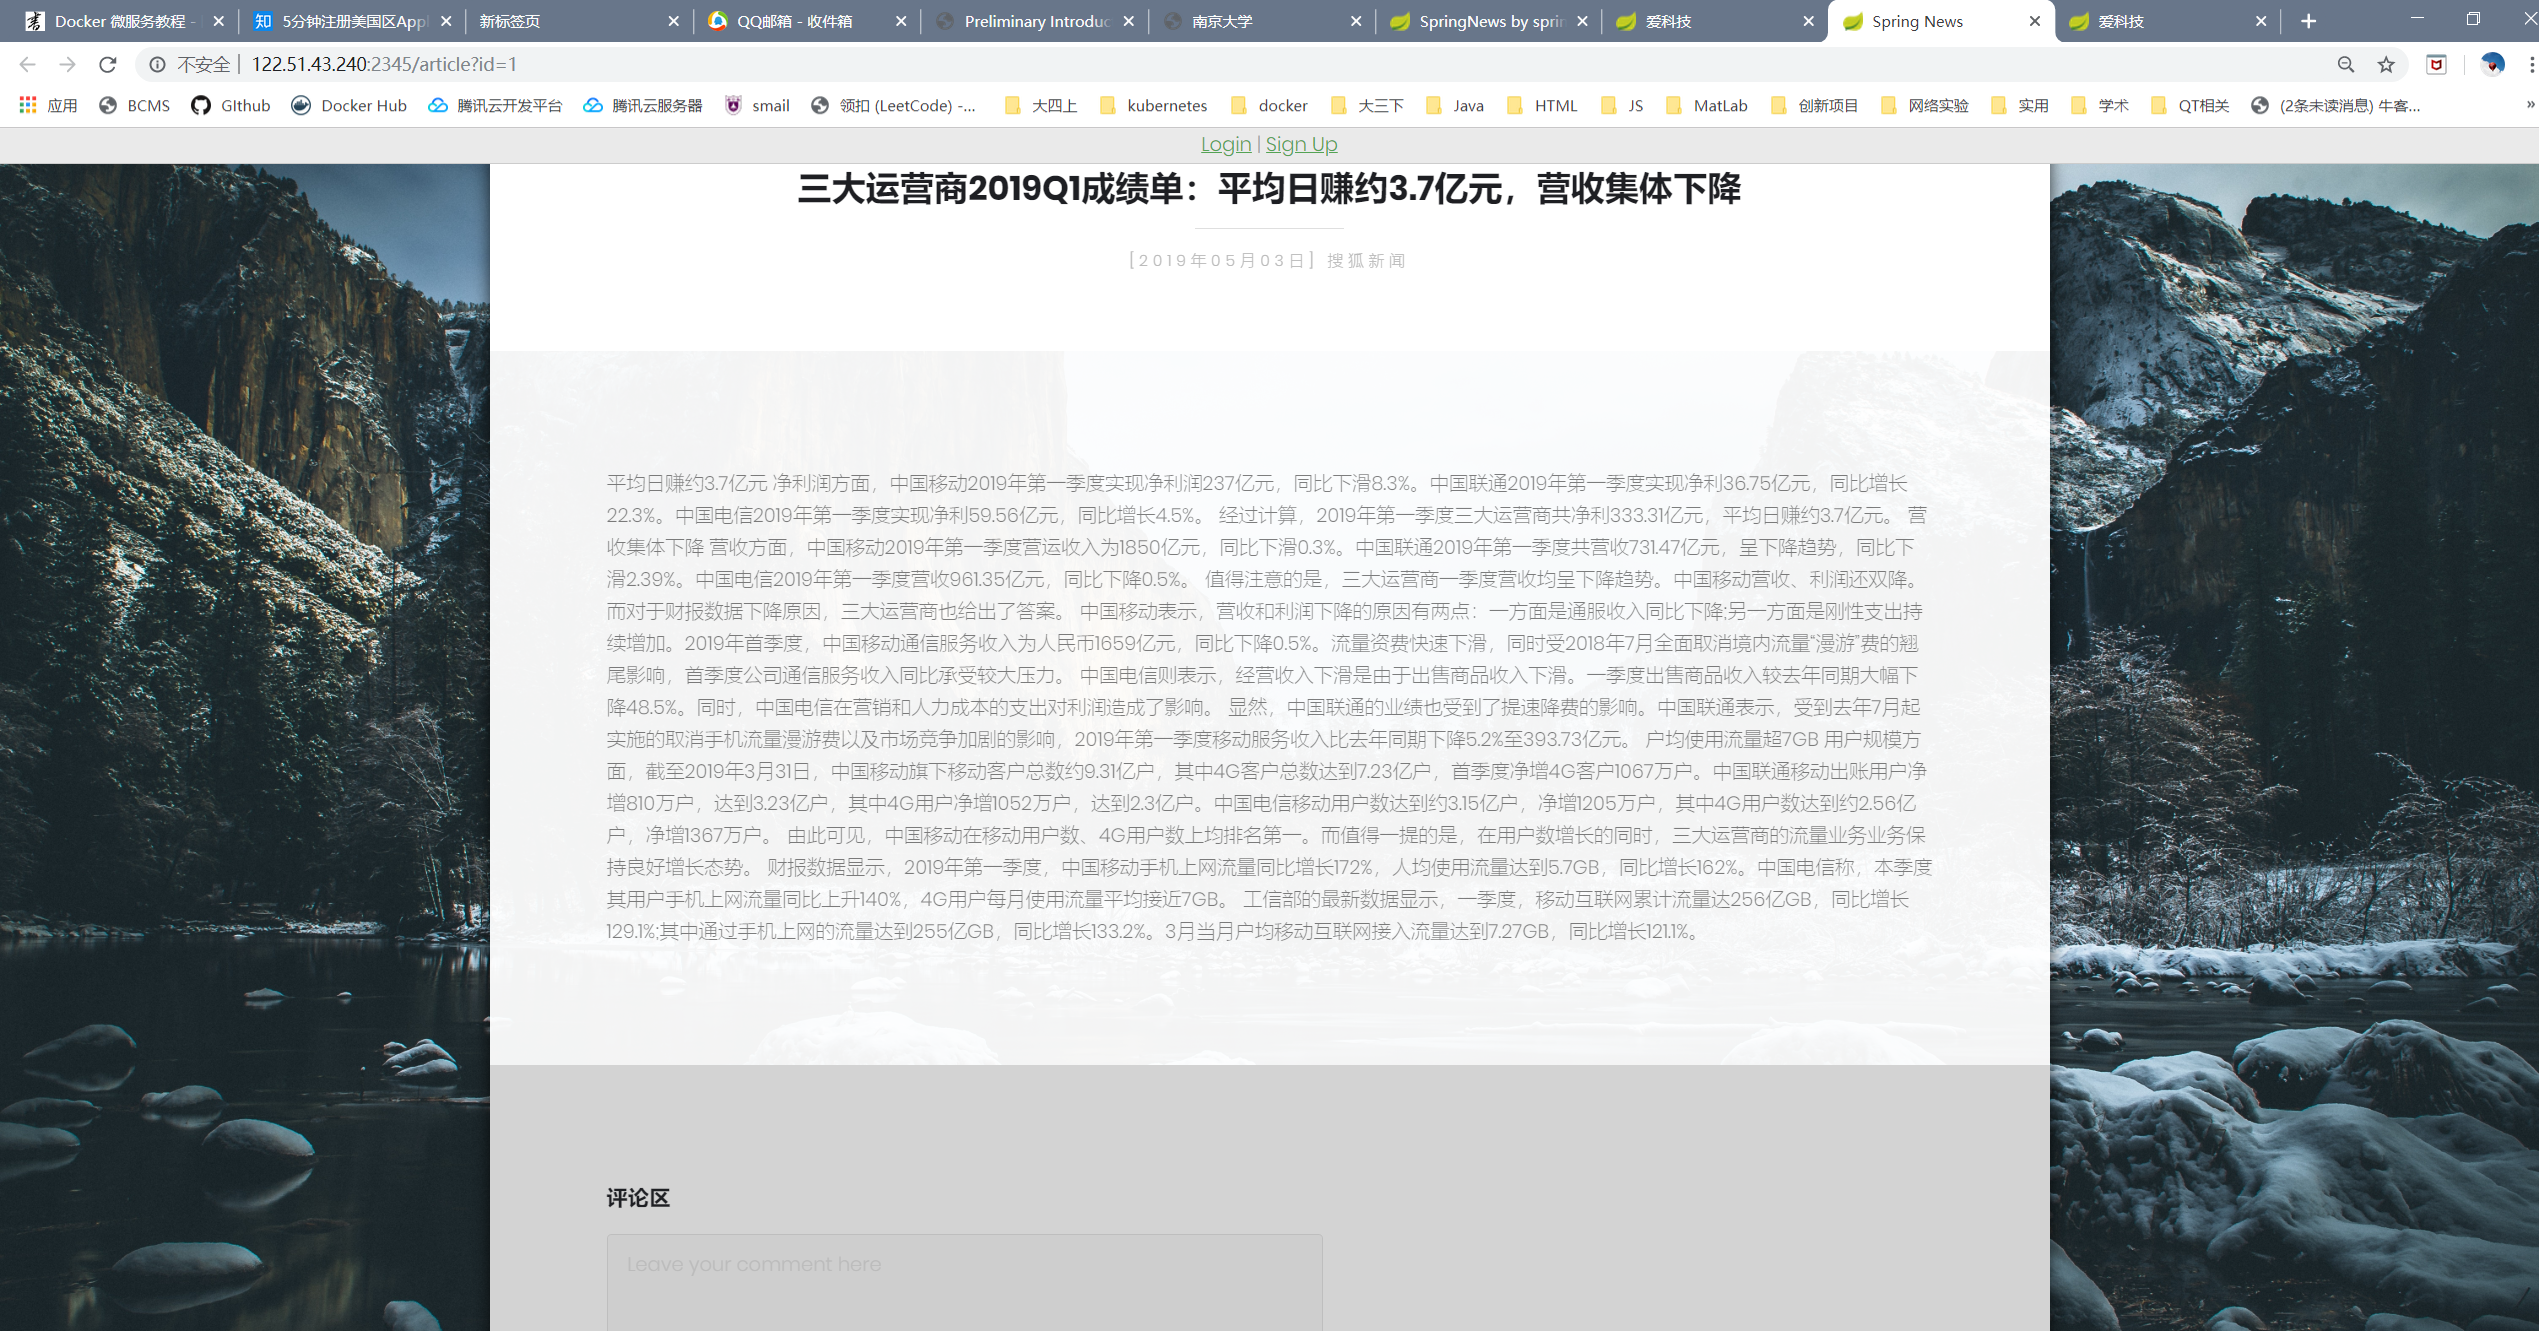 Docker 微服务教程 -
5分钟注册美国区Appl
新标签页
QQ邮箱 - 收件箱
Preliminary Introduc
南京大学
SpringNews by sprin
爱科技
Spring News
爱科技
不安全 | 122.51.43.240:2345/article?id=1
应用 BCMS GIthub Docker Hub 腾讯云开发平台 腾讯云服务器 smail 领扣 (LeetCode) -... 大四上 kubernetes docker 大三下 Java HTML JS MatLab 创新项目 网络实验 实用 学术 QT相关 (2条未读消息) 牛客... »
Login | Sign Up
三大运营商2019Q1成绩单：平均日赚约3.7亿元，营收集体下降
[2019年05月03日] 搜狐新闻
平均日赚约3.7亿元 净利润方面，中国移动2019年第一季度实现净利润237亿元，同比下滑8.3%。中国联通2019年第一季度实现净利36.75亿元，同比增长
22.3%。中国电信2019年第一季度实现净利59.56亿元，同比增长4.5%。 经过计算，2019年第一季度三大运营商共净利333.31亿元，平均日赚约3.7亿元。 营
收集体下降 营收方面，中国移动2019年第一季度营运收入为1850亿元，同比下滑0.3%。中国联通2019年第一季度共营收731.47亿元，呈下降趋势，同比下
滑2.39%。中国电信2019年第一季度营收961.35亿元，同比下降0.5%。 值得注意的是，三大运营商一季度营收均呈下降趋势。中国移动营收、利润还双降。
而对于财报数据下降原因，三大运营商也给出了答案。 中国移动表示，营收和利润下降的原因有两点：一方面是通服收入同比下降;另一方面是刚性支出持
续增加。2019年首季度，中国移动通信服务收入为人民币1659亿元，同比下降0.5%。流量资费快速下滑，同时受2018年7月全面取消境内流量“漫游”费的翘
尾影响，首季度公司通信服务收入同比承受较大压力。 中国电信则表示，经营收入下滑是由于出售商品收入下滑。一季度出售商品收入较去年同期大幅下
降48.5%。同时，中国电信在营销和人力成本的支出对利润造成了影响。 显然，中国联通的业绩也受到了提速降费的影响。中国联通表示，受到去年7月起
实施的取消手机流量漫游费以及市场竞争加剧的影响，2019年第一季度移动服务收入比去年同期下降5.2%至393.73亿元。 户均使用流量超7GB 用户规模方
面，截至2019年3月31日，中国移动旗下移动客户总数约9.31亿户，其中4G客户总数达到7.23亿户，首季度净增4G客户1067万户。中国联通移动出账用户净
增810万户，达到3.23亿户，其中4G用户净增1052万户，达到2.3亿户。中国电信移动用户数达到约3.15亿户，净增1205万户，其中4G用户数达到约2.56亿
户，净增1367万户。 由此可见，中国移动在移动用户数、4G用户数上均排名第一。而值得一提的是，在用户数增长的同时，三大运营商的流量业务业务保
持良好增长态势。 财报数据显示，2019年第一季度，中国移动手机上网流量同比增长172%，人均使用流量达到5.7GB，同比增长162%。中国电信称，本季度
其用户手机上网流量同比上升140%，4G用户每月使用流量平均接近7GB。 工信部的最新数据显示，一季度，移动互联网累计流量达256亿GB，同比增长
129.1%;其中通过手机上网的流量达到255亿GB，同比增长133.2%。3月当月户均移动互联网接入流量达到7.27GB，同比增长121.1%。
评论区
Leave your comment here